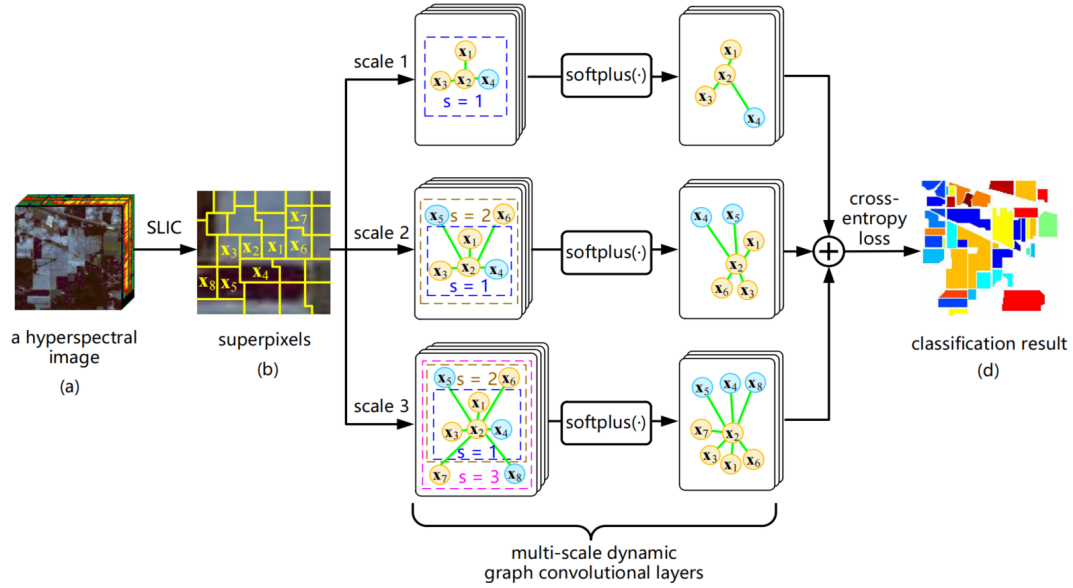 a hyperspectral
image
(a)
SLIC
x7
x3 x2 x1 x6
x4
x8 x5
superpixels
(b)
scale 1
x1
x3 x2 x4
s = 1
softplus(·)
x1
x2
x3
x4
scale 2
x5 s = 2 x6
x1
x3 x2 x4
s = 1
softplus(·)
x4 x5
x1
x2
x6 x3
scale 3
s = 2
x5 x6
x1
x3 x2 x4
s = 1
x7 s = 3 x8
softplus(·)
x5 x4 x8
x7 x2
x3 x1 x6
multi-scale dynamic
graph convolutional layers
+
cross-
entropy
loss
classification result
(d)